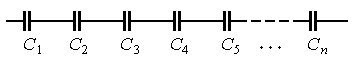 C₁ C₂ C₃ C₄ C₅ ... Cₙ